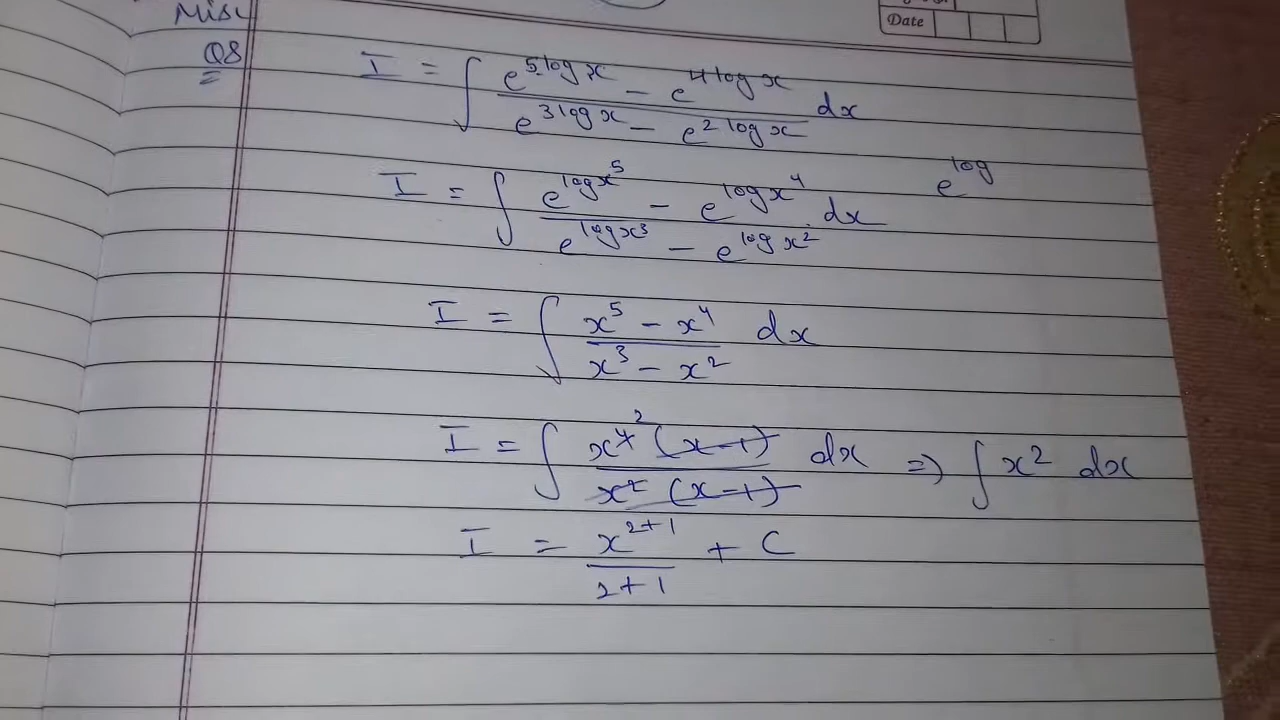 Misc
Date
Q8
I = ∫ (e^{5 log x} − e^{4 log x}) / (e^{3 log x} − e^{2 log x}) dx
I = ∫ (e^{log x^5} − e^{log x^4}) / (e^{log x^3} − e^{log x^2}) dx e^{log}
I = ∫ (x^5 − x^4) / (x^3 − x^2) dx
I = ∫ x^{4 2} (x−1) / x^2 (x−1) dx ⇒ ∫ x^2 dx
I = x^{2+1} / (2+1) + C